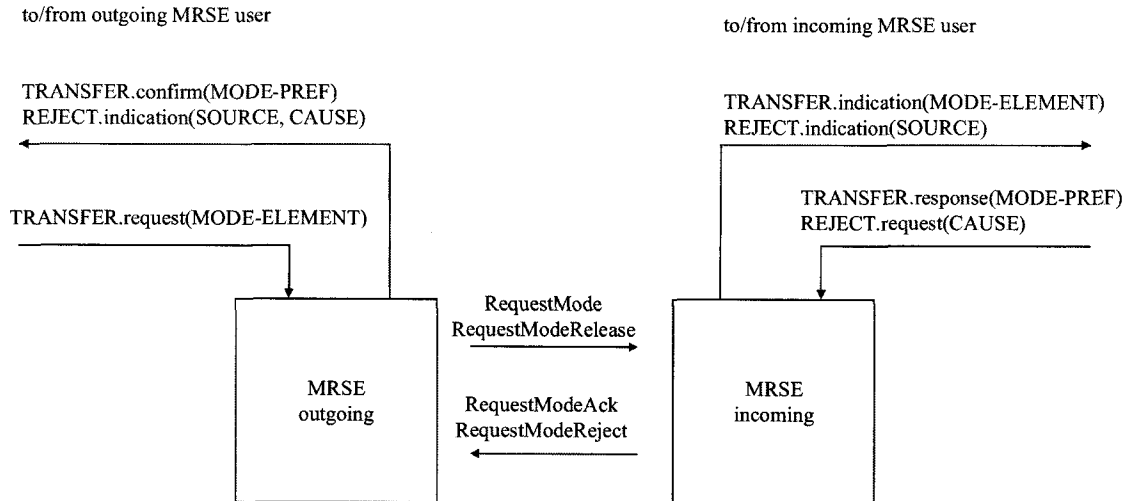 to/from outgoing MRSE user
to/from incoming MRSE user
TRANSFER.confirm(MODE-PREF)
REJECT.indication(SOURCE, CAUSE)
TRANSFER.indication(MODE-ELEMENT)
REJECT.indication(SOURCE)
TRANSFER.request(MODE-ELEMENT)
TRANSFER.response(MODE-PREF)
REJECT.request(CAUSE)
RequestMode
RequestModeRelease
MRSE
outgoing
RequestModeAck
RequestModeReject
MRSE
incoming